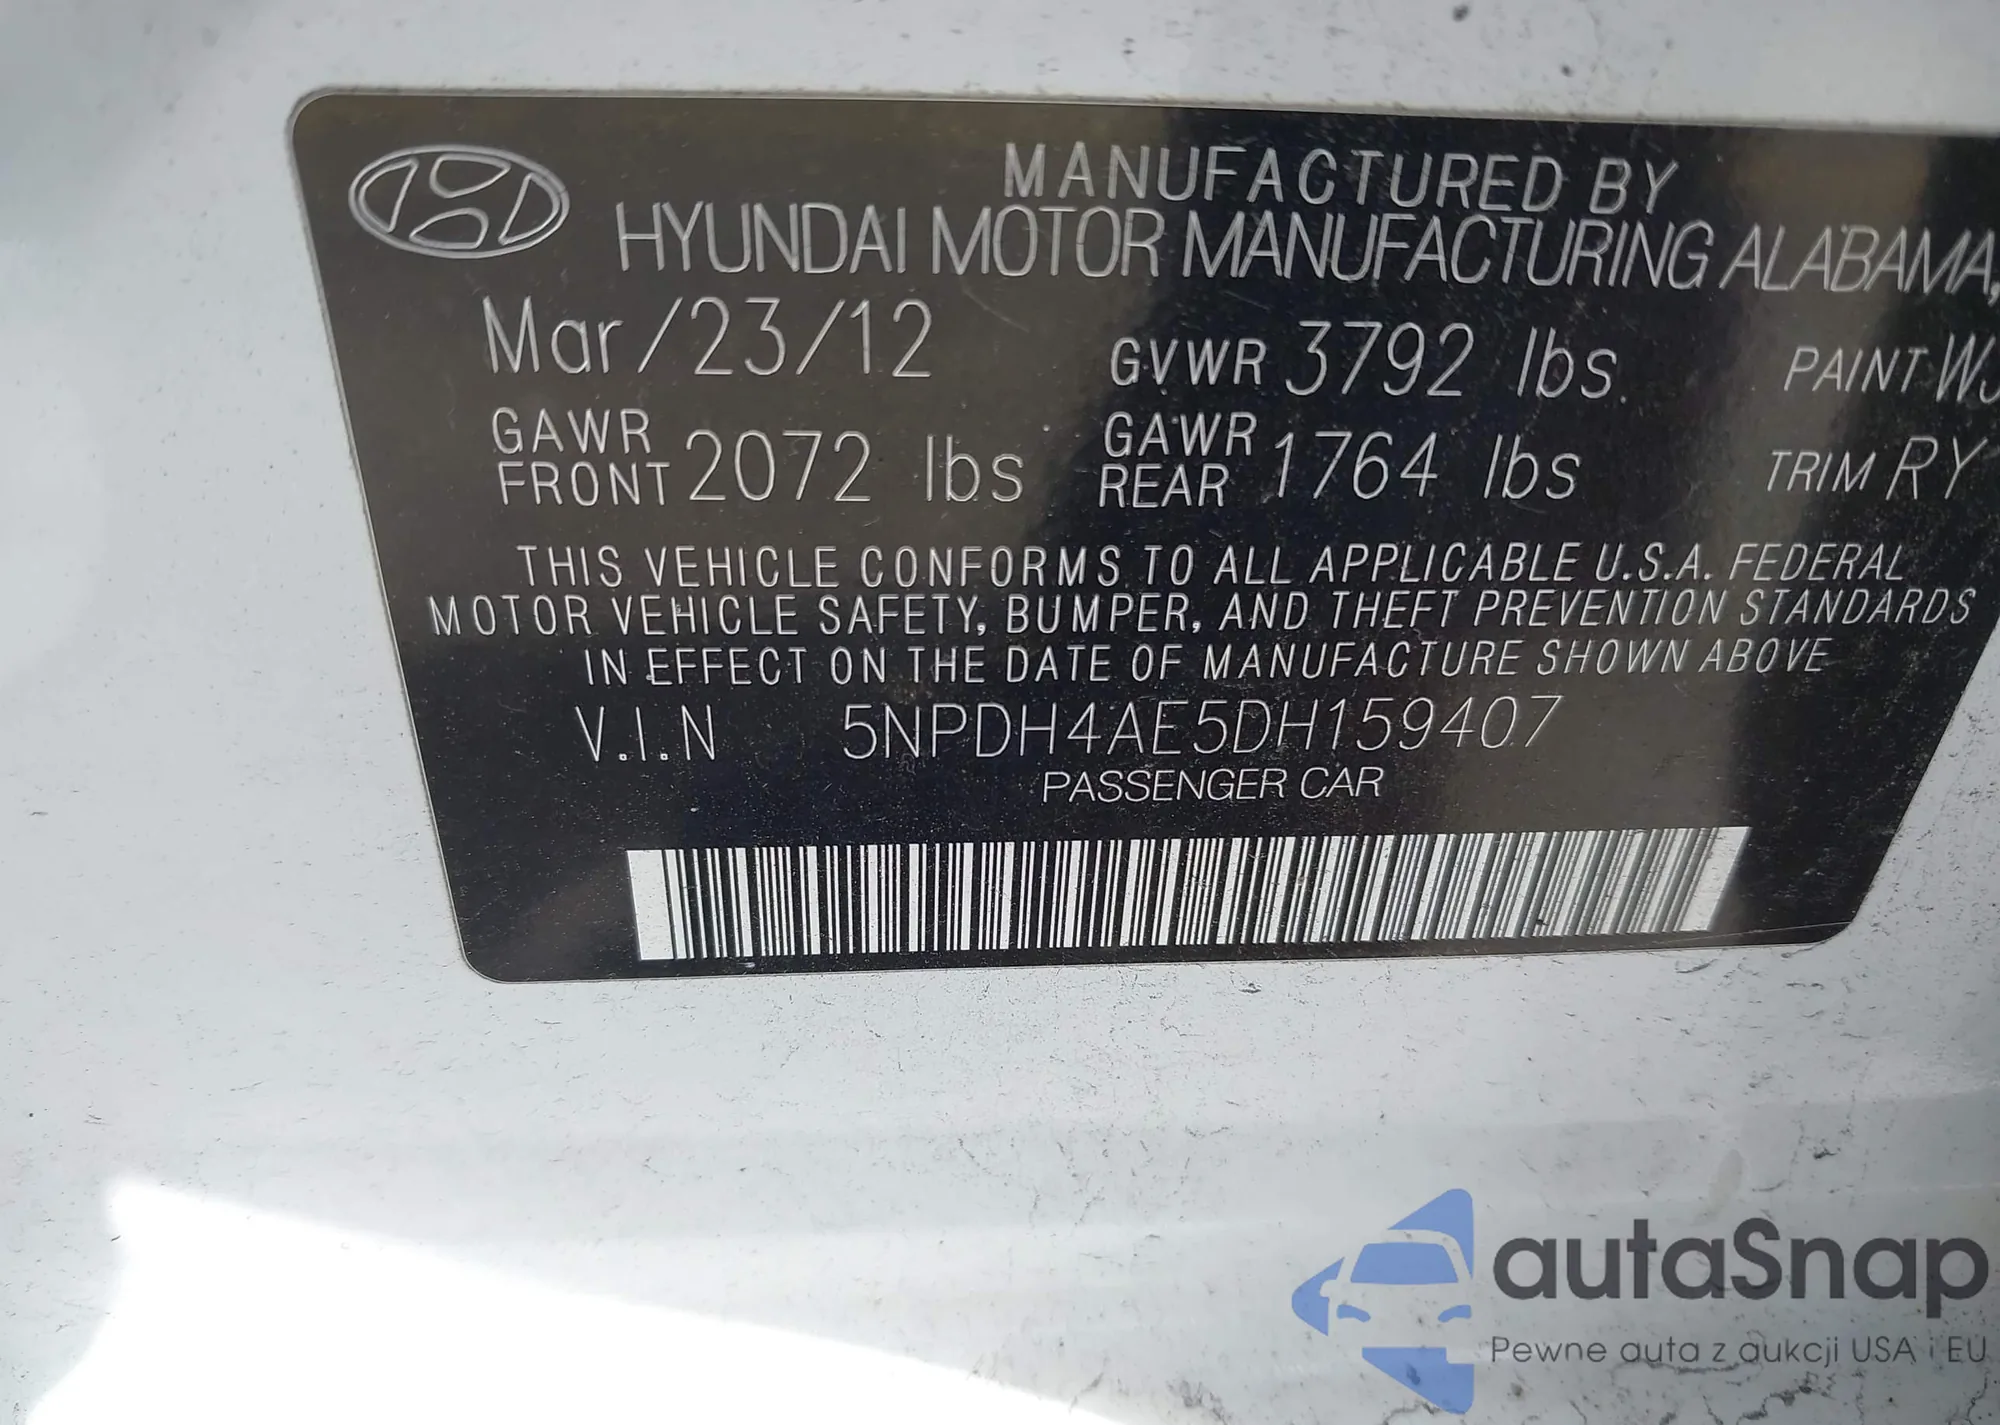 MANUFACTURED BY
HYUNDAI MOTOR MANUFACTURING ALABAMA,
Mar/23/12 GVWR 3792 lbs. PAINT
GAWR FRONT 2072 lbs GAWR REAR 1764 lbs TRIM RY
THIS VEHICLE CONFORMS TO ALL APPLICABLE U.S.A. FEDERAL
MOTOR VEHICLE SAFETY, BUMPER, AND THEFT PREVENTION STANDARDS
IN EFFECT ON THE DATE OF MANUFACTURE SHOWN ABOVE
V.I.N 5NPDH4AE5DH159407
PASSENGER CAR
autaSnap
Pewne auta z aukcji USA i EU